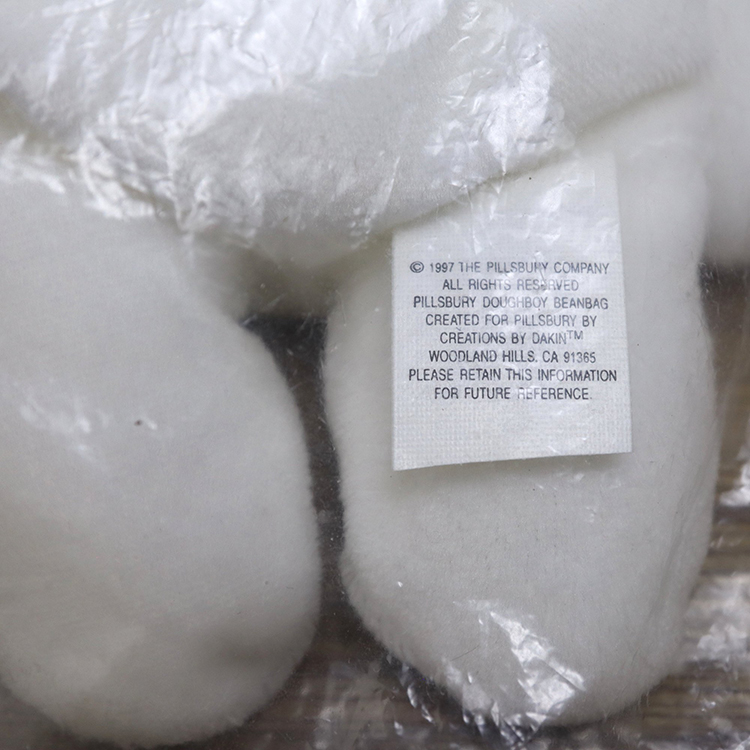 © 1997 THE PILLSBURY COMPANY
ALL RIGHTS RESERVED
PILLSBURY DOUGHBOY BEANBAG
CREATED FOR PILLSBURY BY
CREATIONS BY DAKIN™
WOODLAND HILLS, CA 91365
PLEASE RETAIN THIS INFORMATION
FOR FUTURE REFERENCE.